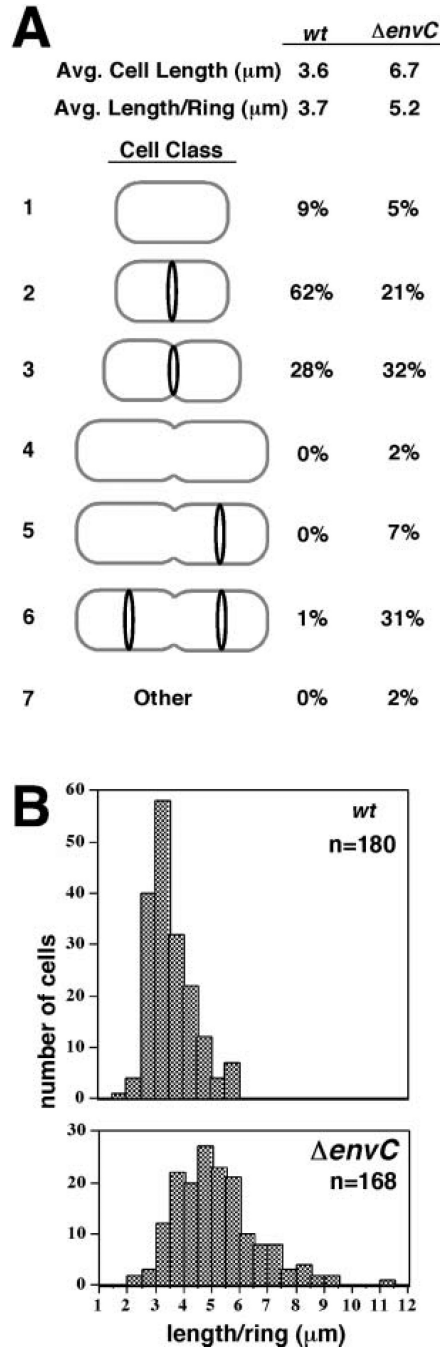 A
wt ΔenvC
Avg. Cell Length (μm) 3.6 6.7
Avg. Length/Ring (μm) 3.7 5.2
Cell Class
1 9% 5%
2 62% 21%
3 28% 32%
4 0% 2%
5 0% 7%
6 1% 31%
7 Other 0% 2%
B
60
wt
n=180
50
40
30
20
10
0
number of cells
30
ΔenvC
n=168
20
10
0
1 2 3 4 5 6 7 8 9 10 11 12
length/ring (μm)